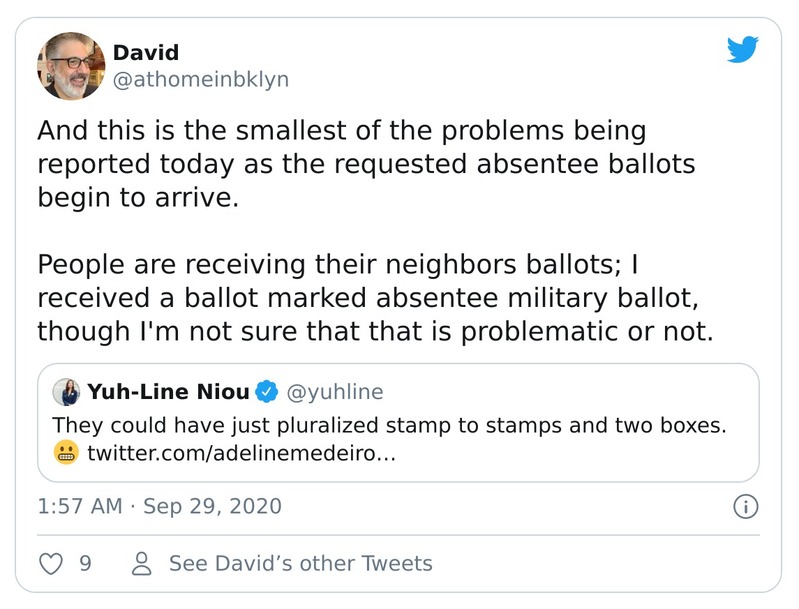 David
@athomeinbklyn
And this is the smallest of the problems being
reported today as the requested absentee ballots
begin to arrive.
People are receiving their neighbors ballots; I
received a ballot marked absentee military ballot,
though I'm not sure that that is problematic or not.
Yuh-Line Niou @yuhline
They could have just pluralized stamp to stamps and two boxes.
😬 twitter.com/adelinemedeiro…
1:57 AM · Sep 29, 2020
9 See David’s other Tweets